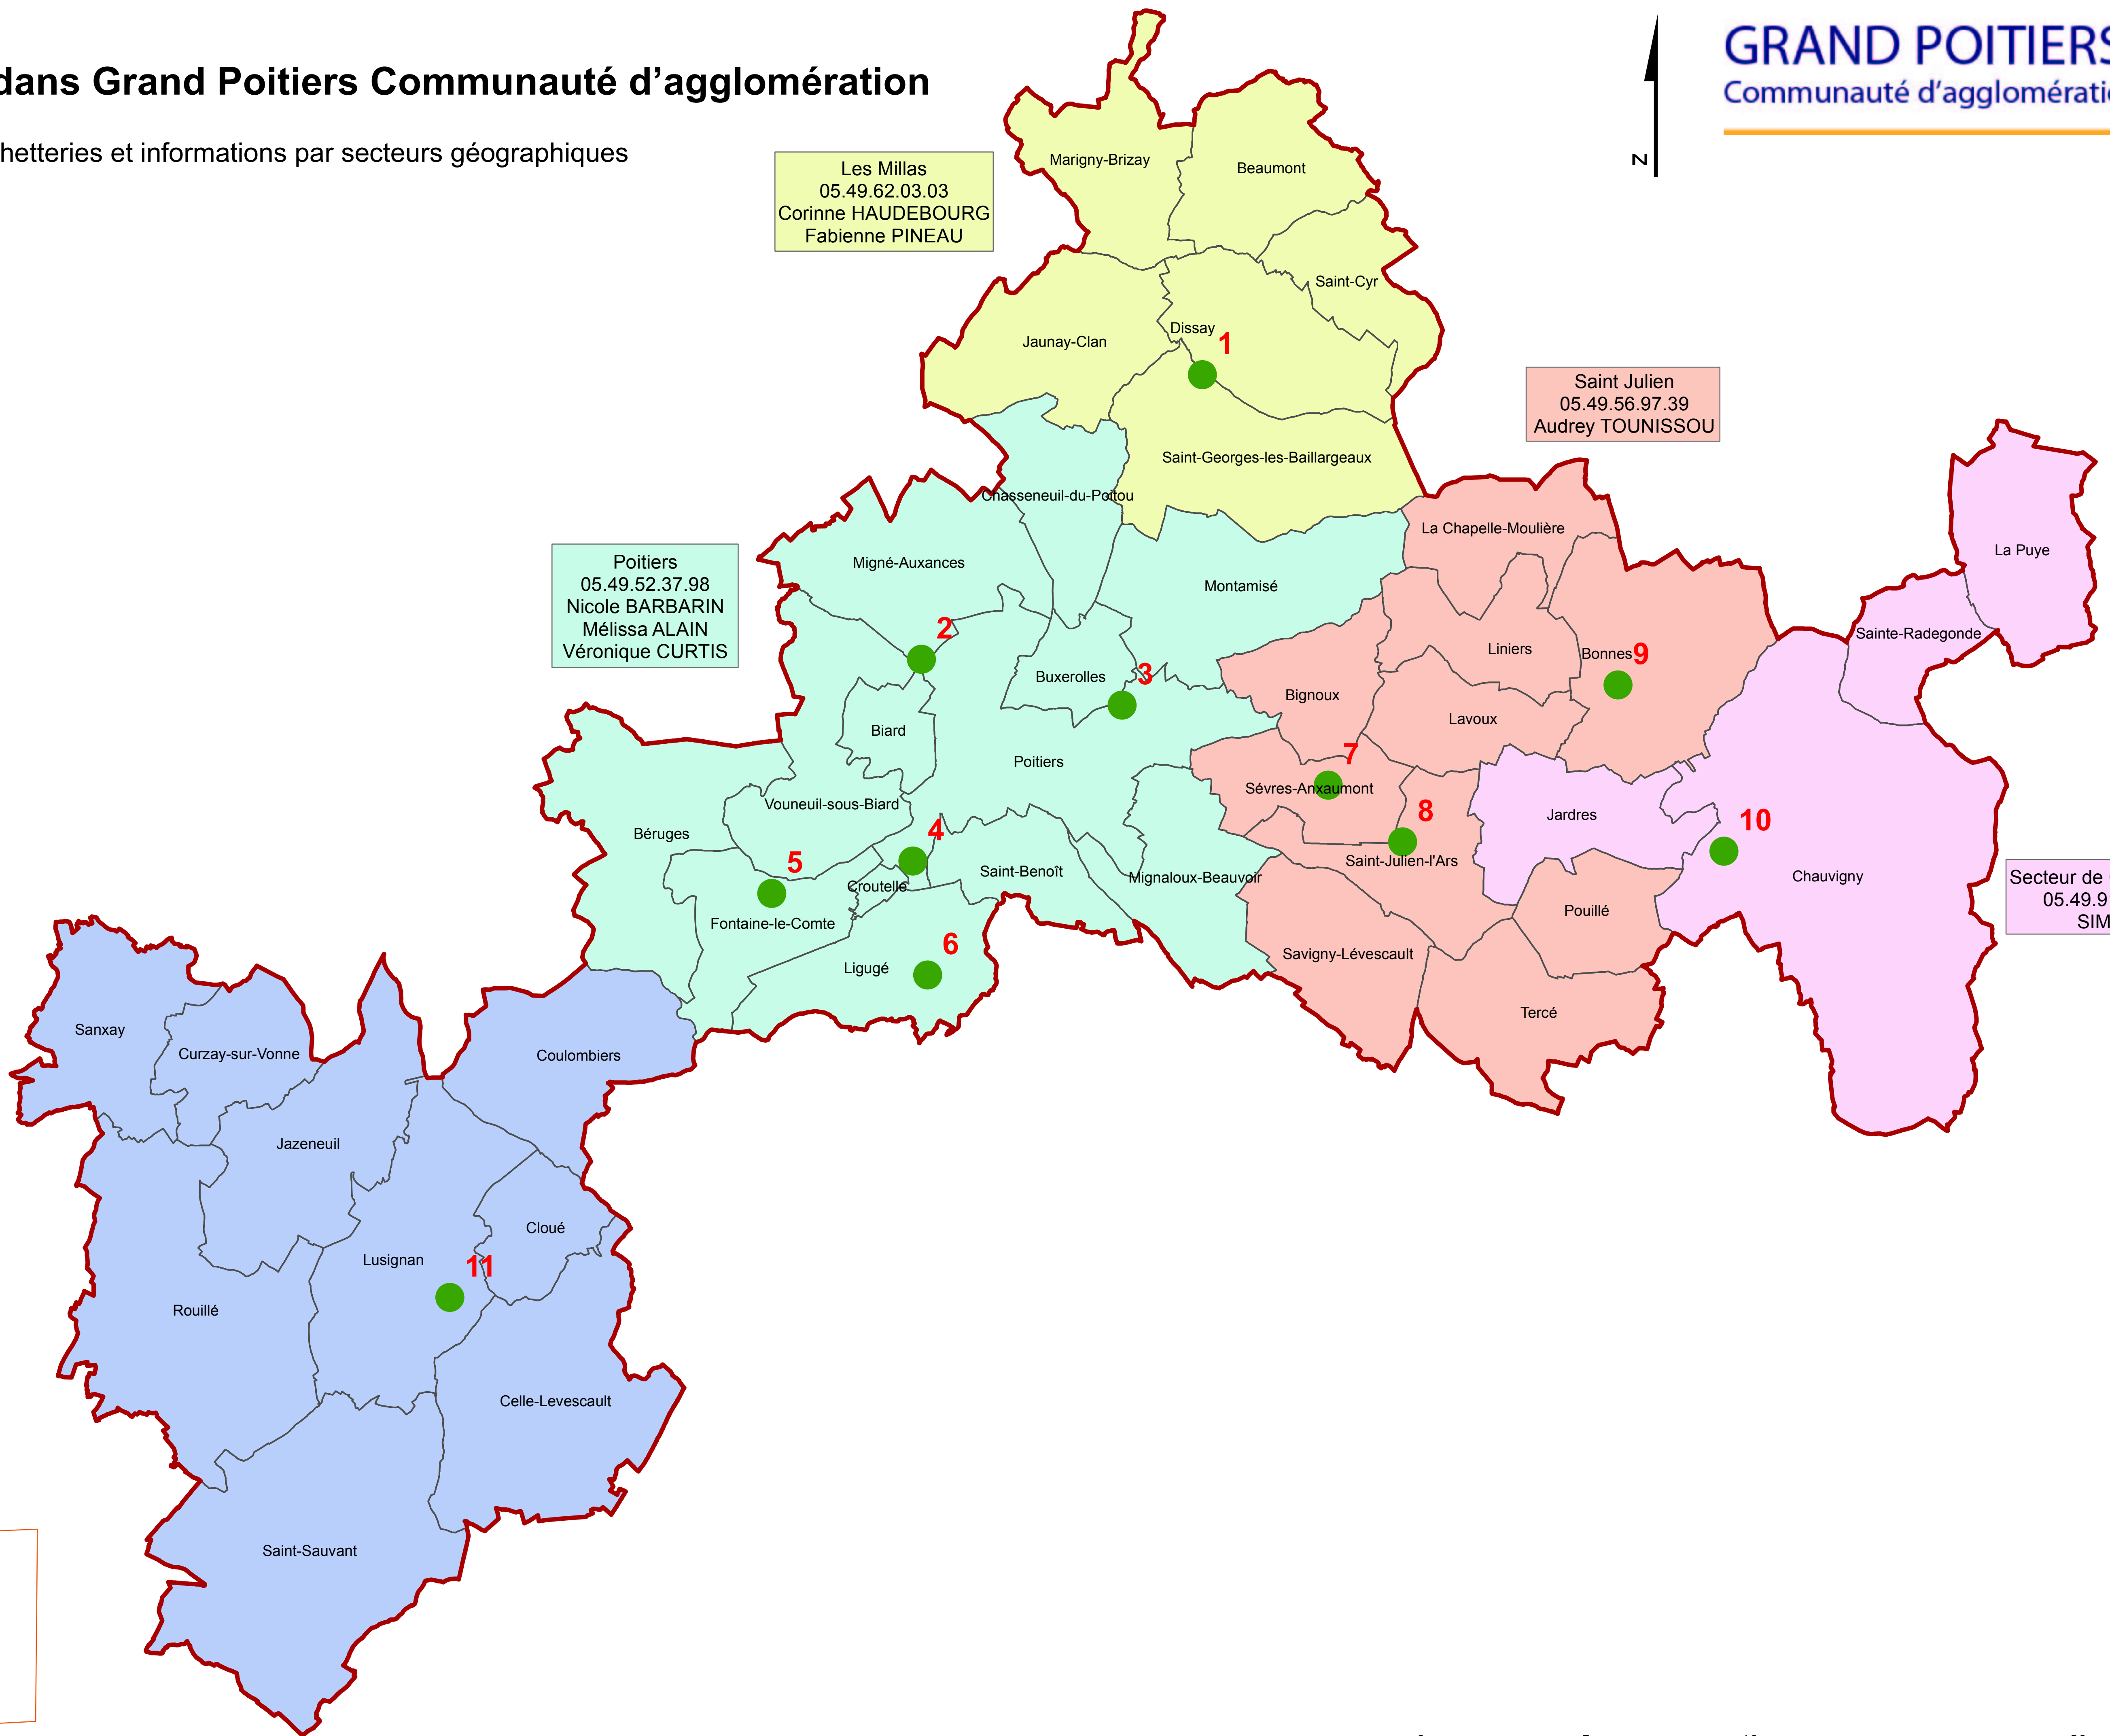 dans Grand Poitiers Communauté d’agglomération
hetteries et informations par secteurs géographiques
GRAND POITIERS
Communauté d'agglomérati
Z
Les Millas
05.49.62.03.03
Corinne HAUDEBOURG
Fabienne PINEAU
Marigny-Brizay
Beaumont
Saint-Cyr
Jaunay-Clan
Dissay
1
Saint Julien
05.49.56.97.39
Audrey TOUNISSOU
Saint-Georges-les-Baillargeaux
Chasseneuil-du-Poitou
La Chapelle-Moulière
La Puye
Poitiers
05.49.52.37.98
Nicole BARBARIN
Mélissa ALAIN
Véronique CURTIS
Migné-Auxances
Montamisé
2
Sainte-Radegonde
Liniers
Bonnes
9
Buxerolles
3
Bignoux
Lavoux
Biard
Poitiers
7
Sévres-Anxaumont
Vouneuil-sous-Biard
8
Jardres
10
Béruges
4
5
Saint-Julien-l'Ars
Saint-Benoît
Mignaloux-Beauvoir
Chauvigny
Croutelle
Secteur de
05.49.9
SIM
Fontaine-le-Comte
Pouillé
6
Ligugé
Savigny-Lévescault
Tercé
Sanxay
Curzay-sur-Vonne
Coulombiers
Jazeneuil
Cloué
Lusignan
11
Rouillé
Celle-Levescault
Saint-Sauvant